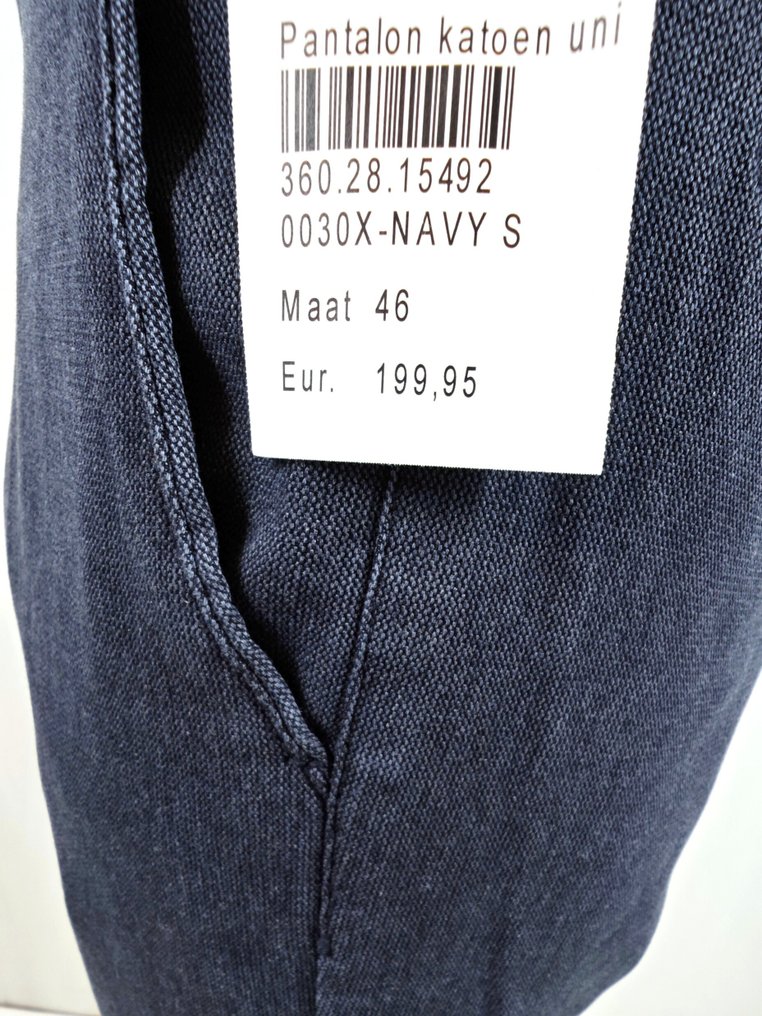 Pantalon katoen uni
360.28.15492
0030X-NAVY S
Maat 46
Eur. 199,95